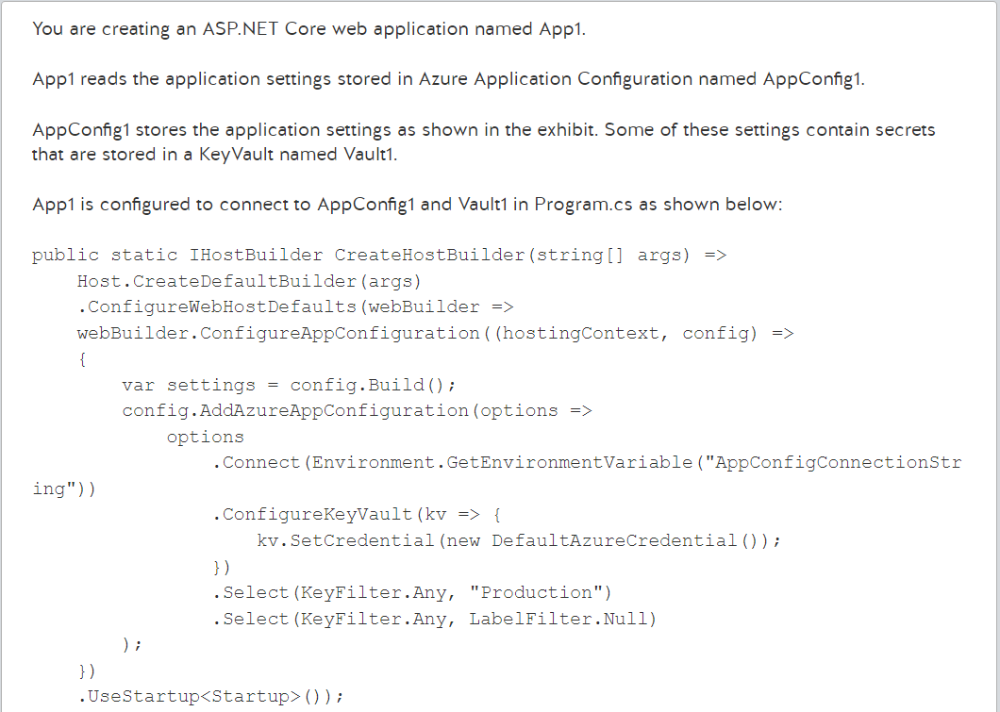 You are creating an ASP.NET Core web application named App1.
App1 reads the application settings stored in Azure Application Configuration named AppConfig1.
AppConfig1 stores the application settings as shown in the exhibit. Some of these settings contain secrets
that are stored in a KeyVault named Vault1.
App1 is configured to connect to AppConfig1 and Vault1 in Program.cs as shown below:
public static IHostBuilder CreateHostBuilder(string[] args) =>
    Host.CreateDefaultBuilder(args)
    .ConfigureWebHostDefaults(webBuilder =>
    webBuilder.ConfigureAppConfiguration((hostingContext, config) =>
    {
        var settings = config.Build();
        config.AddAzureAppConfiguration(options =>
            options
                .Connect(Environment.GetEnvironmentVariable("AppConfigConnectionStr
ing"))
                .ConfigureKeyVault(kv => {
                    kv.SetCredential(new DefaultAzureCredential());
                })
                .Select(KeyFilter.Any, "Production")
                .Select(KeyFilter.Any, LabelFilter.Null)
        );
    })
    .UseStartup<Startup>());